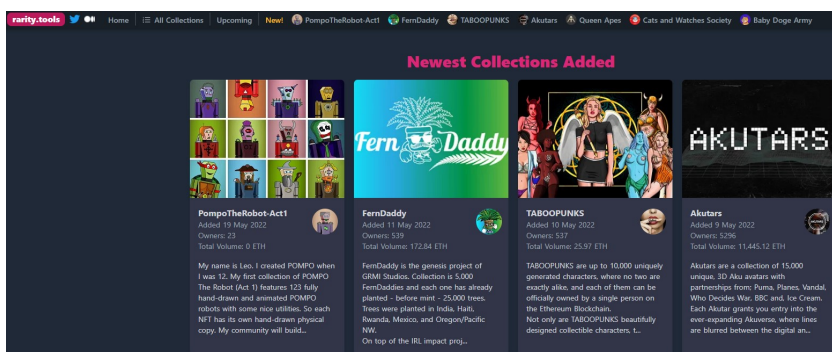 rarity.tools Home All Collections Upcoming New! PompoTheRobot-Act1 FernDaddy TABOOPUNKS Akutars Queen Apes Cats and Watches Society Baby Doge Army
Newest Collections Added
Fern Daddy
AKUTARS
PompoTheRobot-Act1
Added 19 May 2022
Owners: 23
Total Volume: 0 ETH
My name is Leo. I created POMPO when
I was 12. My first collection of POMPO
The Robot (Act 1) features 123 fully
hand-drawn and animated POMPO
robots with some nice utilities. So each
NFT has its own hand-drawn physical
copy. My community will build...
FernDaddy
Added 11 May 2022
Owners: 539
Total Volume: 172.84 ETH
FernDaddy is the genesis project of
GRMI Studios. Collection is 5,000
FernDaddies and each one has already
planted - before mint - 25,000 trees.
Trees were planted in India, Haiti,
Rwanda, Mexico, and Oregon/Pacific
NW.
On top of the IRL impact proj...
TABOOPUNKS
Added 10 May 2022
Owners: 537
Total Volume: 25.97 ETH
TABOOPUNKS are up to 10,000 uniquely
generated characters, where no two are
exactly alike, and each of them can be
officially owned by a single person on
the Ethereum Blockchain.
Not only are TABOOPUNKS beautifully
designed collectible characters, t...
Akutars
Added 9 May 2022
Owners: 5296
Total Volume: 11,445.12 ETH
Akutars are a collection of 15,000
unique, 3D Aku avatars with
partnerships from: Puma, Planes, Vandal,
Who Decides War, BBC and, Ice Cream.
Each Akutar grants you entry into the
ever-expanding Akuverse, where lines
are blurred between the digital an...